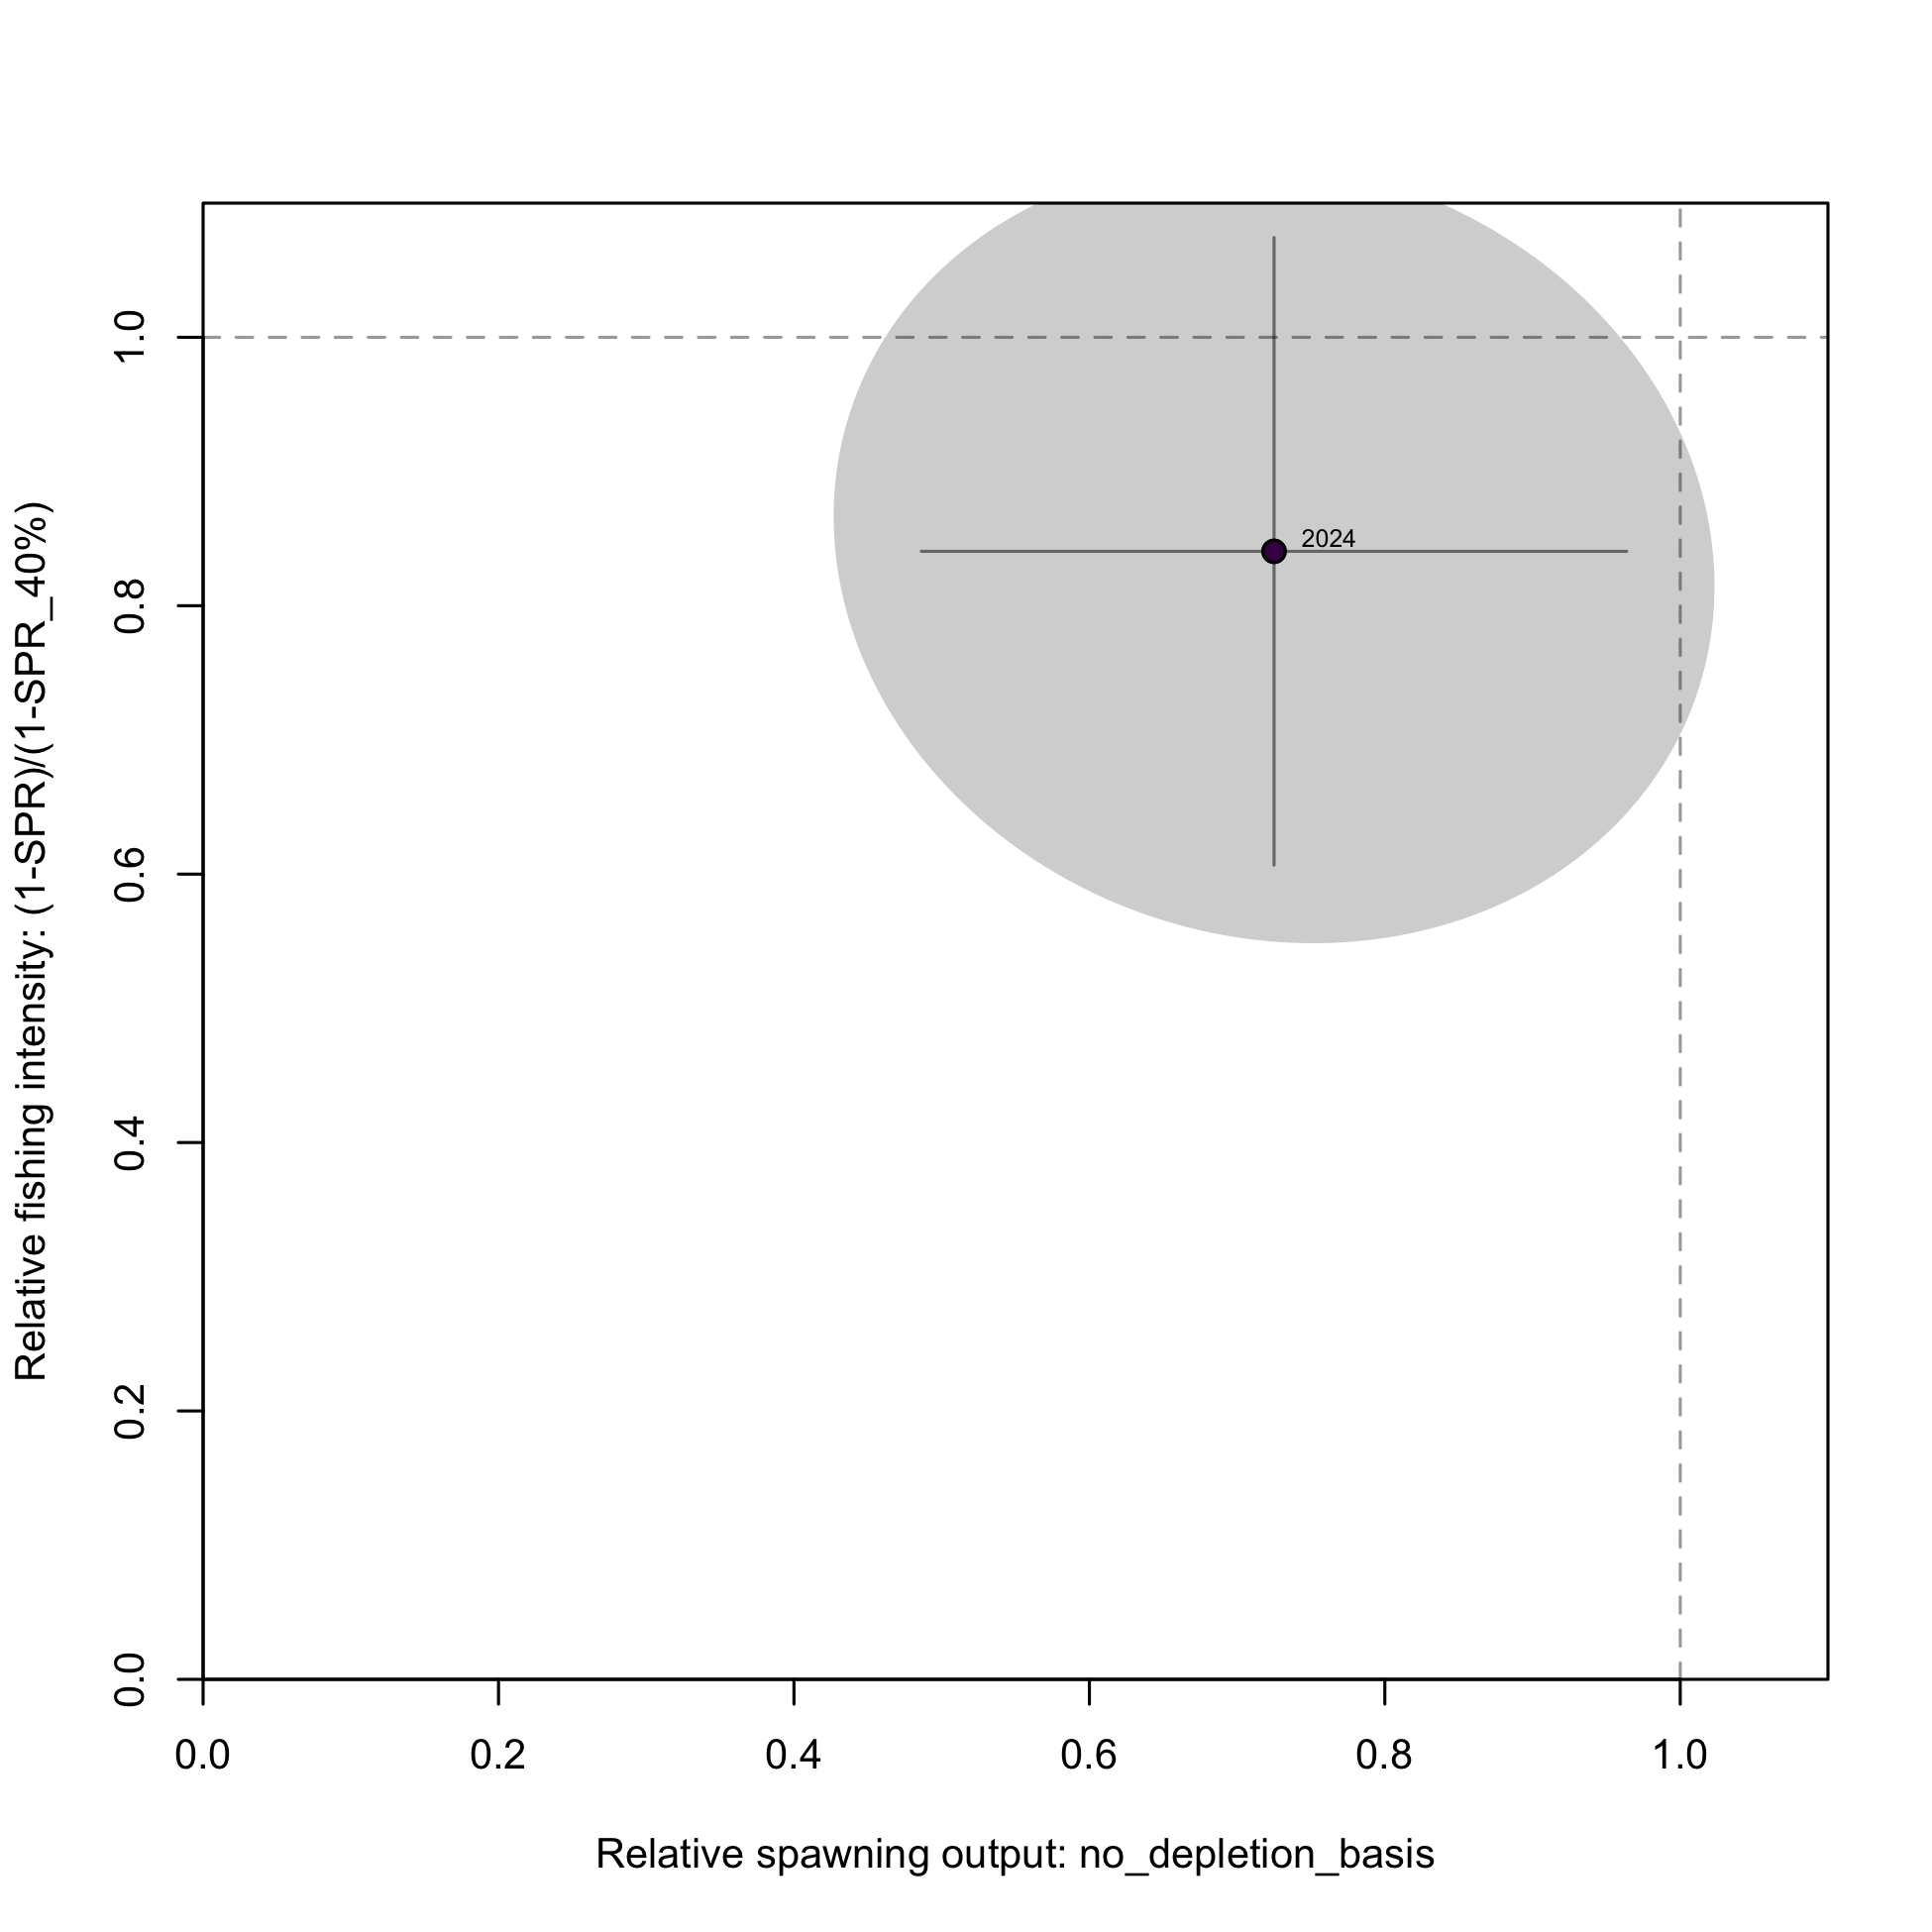 Relative fishing intensity: (1-SPR)/(1-SPR_40%)
1.0
0.8
0.6
0.4
0.2
0.0
2024
0.0 0.2 0.4 0.6 0.8 1.0
Relative spawning output: no_depletion_basis